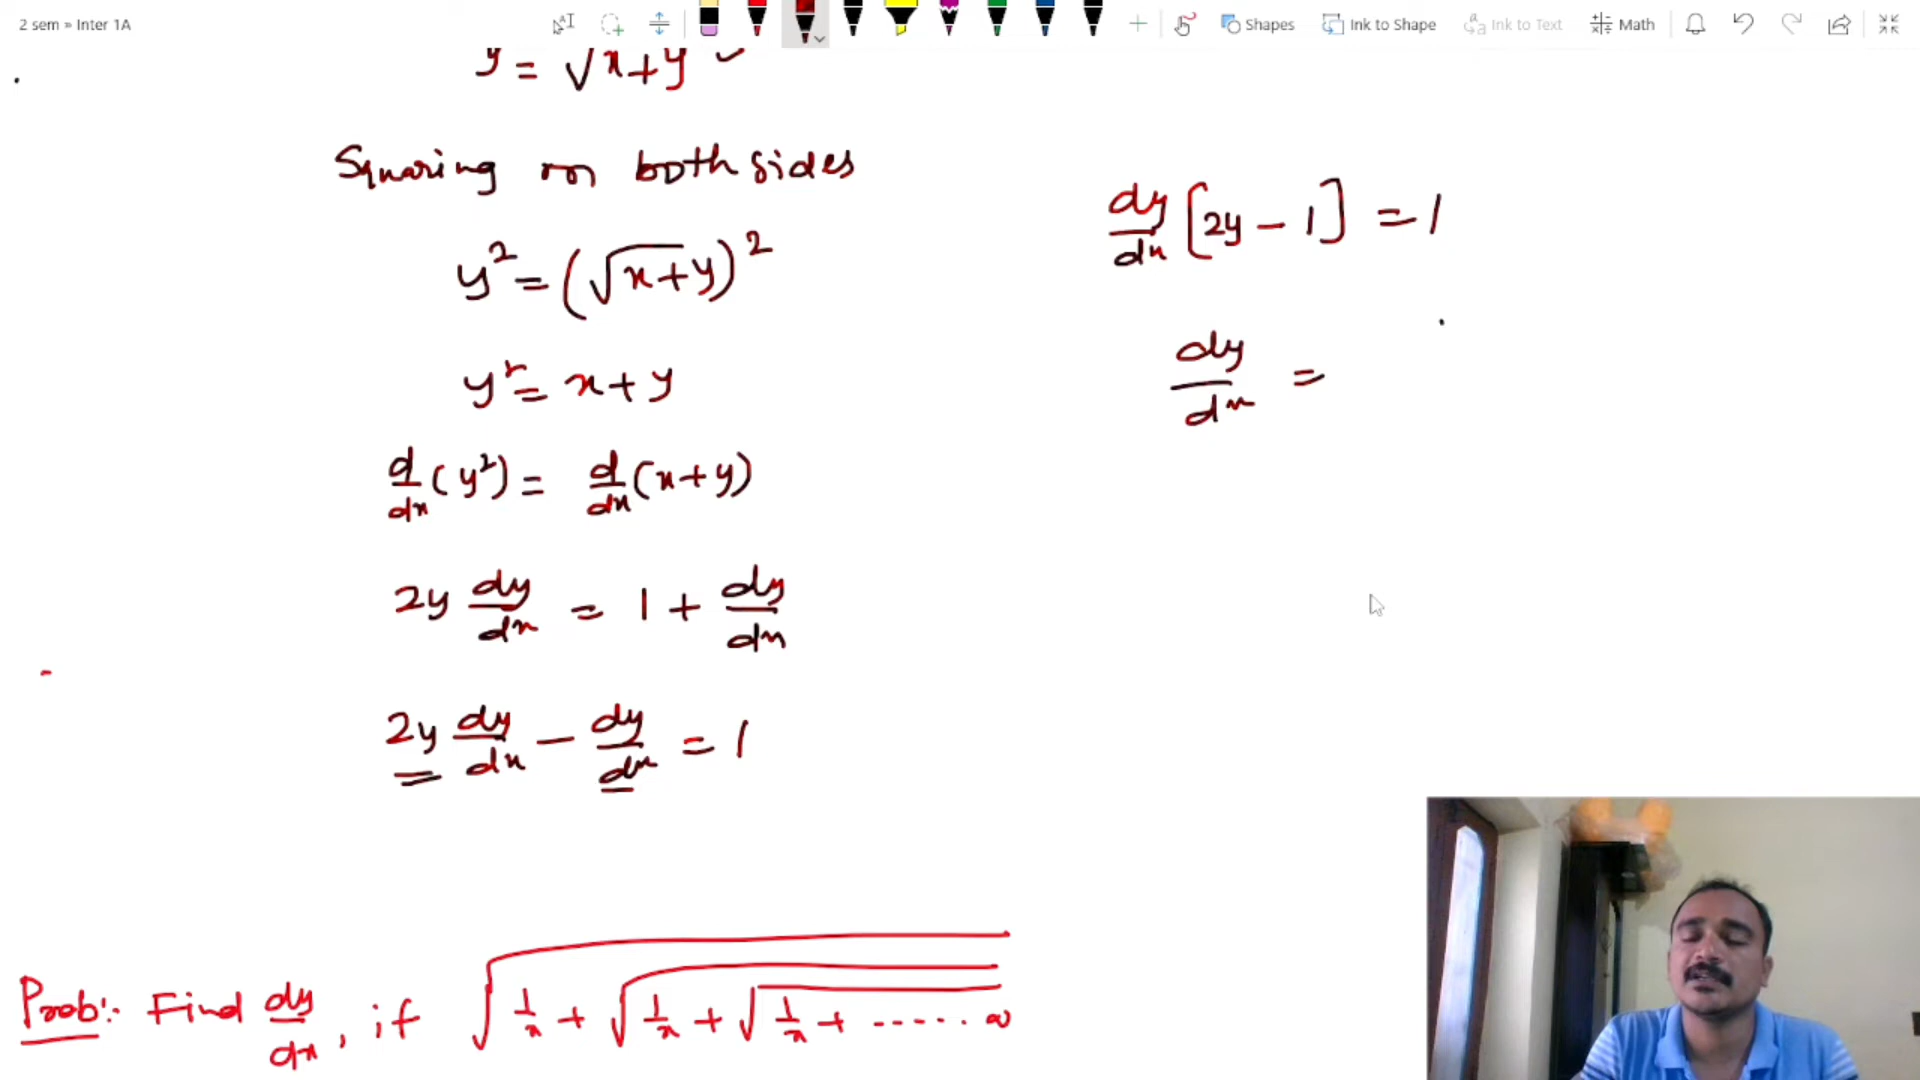 2 sem » Inter 1A
Shapes Ink to Shape Ink to Text Math
y = √x+y
Squaring on both sides
y² = (√x+y)²
y² = x+y
d/dx (y²) = d/dx (x+y)
2y dy/dx = 1 + dy/dx
2y dy/dx − dy/dx = 1
dy/dx [2y − 1] = 1
dy/dx =
Prob:- Find dy/dx, if √1/x + √1/x + √1/x + ----- ∞